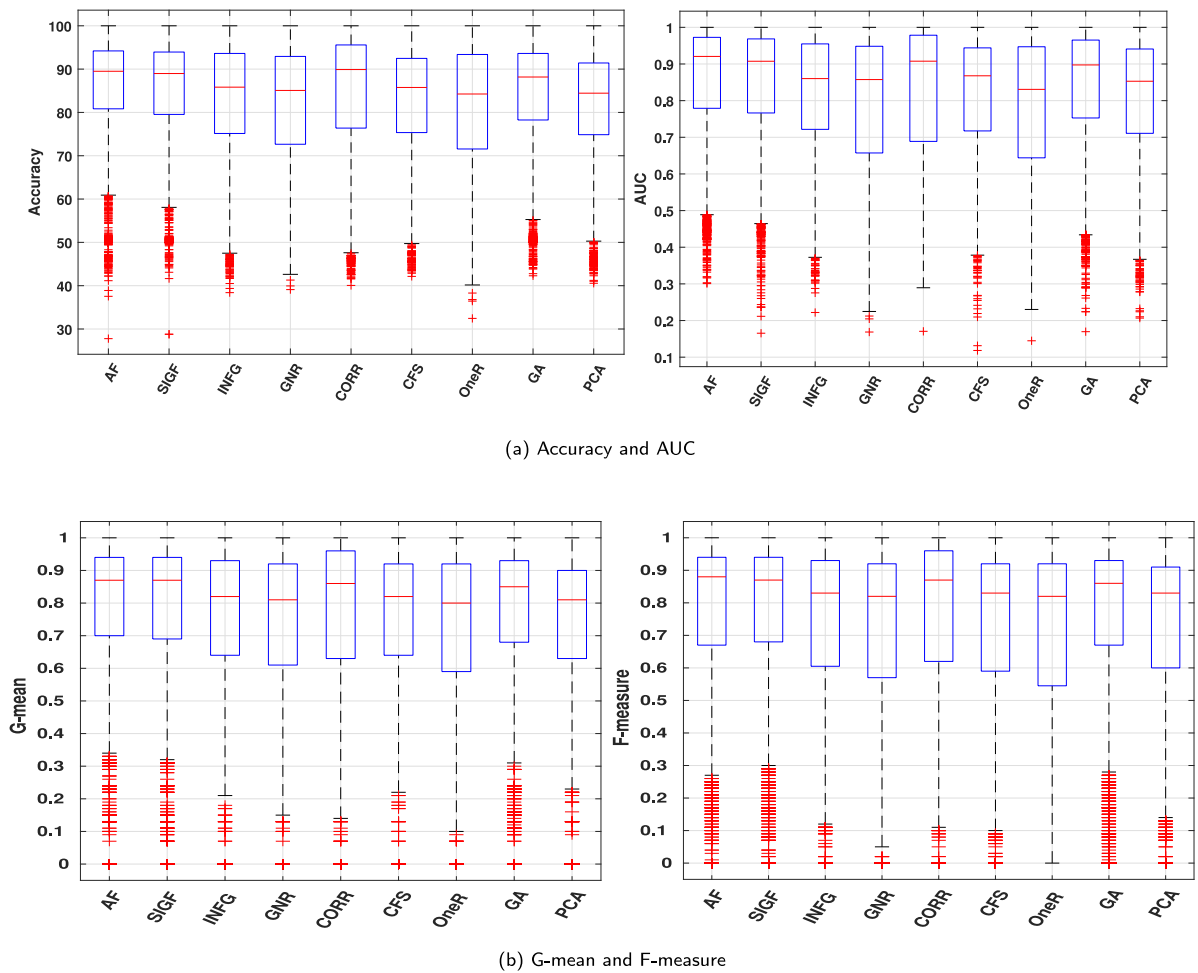 100
90
80
70
60
50
40
30
Accuracy
AF
SIGF
INFG
GNR
CORR
CFS
OneR
GA
PCA
1
0.9
0.8
0.7
0.6
0.5
0.4
0.3
0.2
0.1
AUC
AF
SIGF
INFG
GNR
CORR
CFS
OneR
GA
PCA
(a) Accuracy and AUC
1
0.9
0.8
0.7
0.6
0.5
0.4
0.3
0.2
0.1
0
G-mean
AF
SIGF
INFG
GNR
CORR
CFS
OneR
GA
PCA
1
0.9
0.8
0.7
0.6
0.5
0.4
0.3
0.2
0.1
0
F-measure
AF
SIGF
INFG
GNR
CORR
CFS
OneR
GA
PCA
(b) G-mean and F-measure